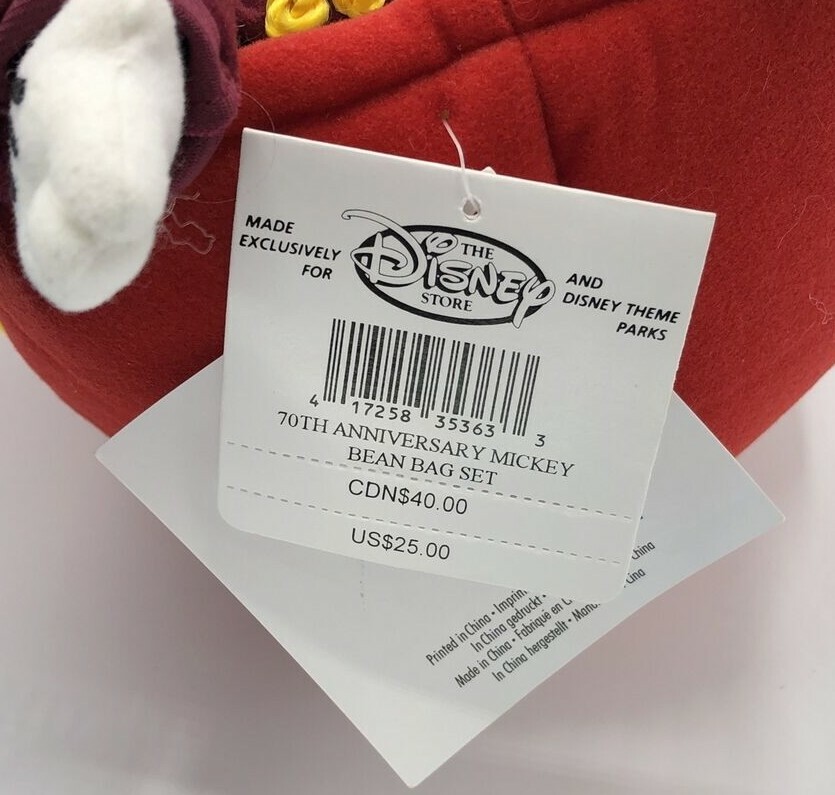 MADE
EXCLUSIVELY
FOR
THE
DISNEY
STORE
AND
DISNEY THEME
PARKS
4 17258 35363 3
70TH ANNIVERSARY MICKEY
BEAN BAG SET
CDN$40.00
US$25.00
Printed in China •
In China gedruckt •
Made in China • Fabriqué en
In China hergestellt •